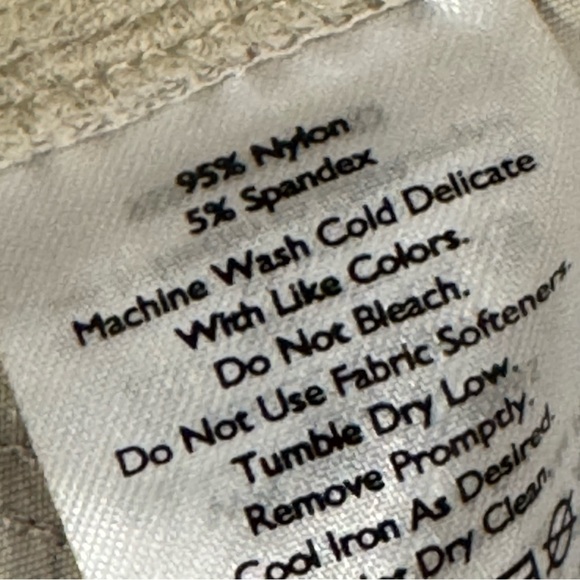 95% Nylon
5% Spandex
Machine Wash Cold Delicate
With Like Colors.
Do Not Bleach.
Do Not Use Fabric Softeners.
Tumble Dry Low.
Remove Promptly.
Cool Iron As Desired.
Dry Clean.